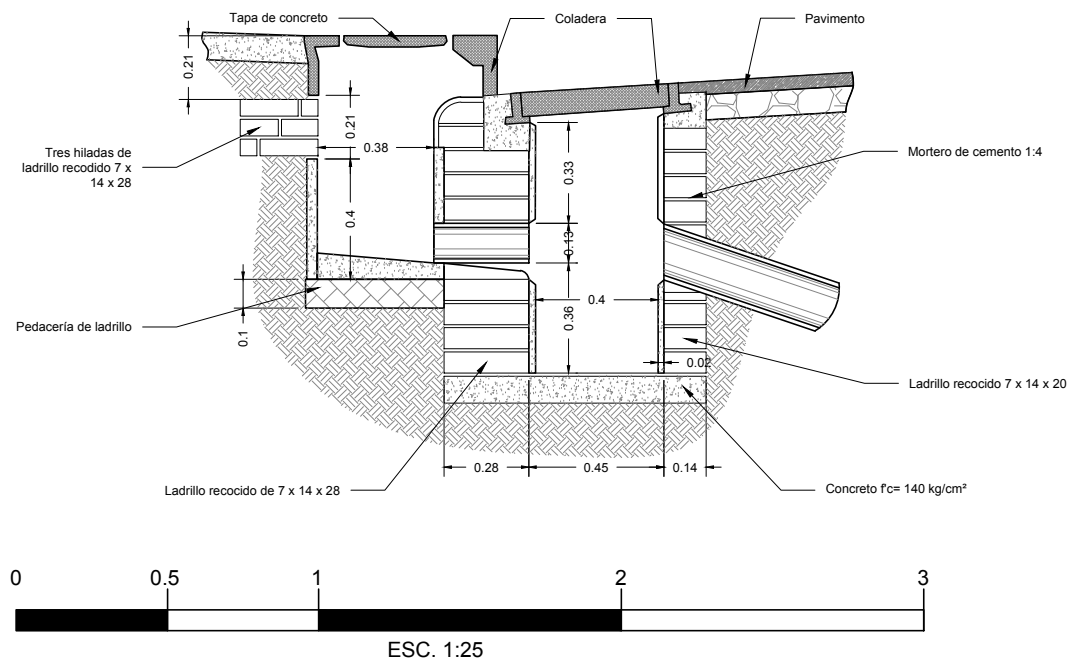 Tapa de concreto
Coladera
Pavimento
0.21
0.21
0.38
Tres hiladas de
ladrillo recodido 7 x
14 x 28
0.4
0.33
Mortero de cemento 1:4
0.13
0.4
0.36
Pedacería de ladrillo
0.1
0.02
Ladrillo recocido 7 x 14 x 20
0.28
0.45
0.14
Ladrillo recocido de 7 x 14 x 28
Concreto f'c= 140 kg/cm²
0
0.5
1
2
3
ESC. 1:25